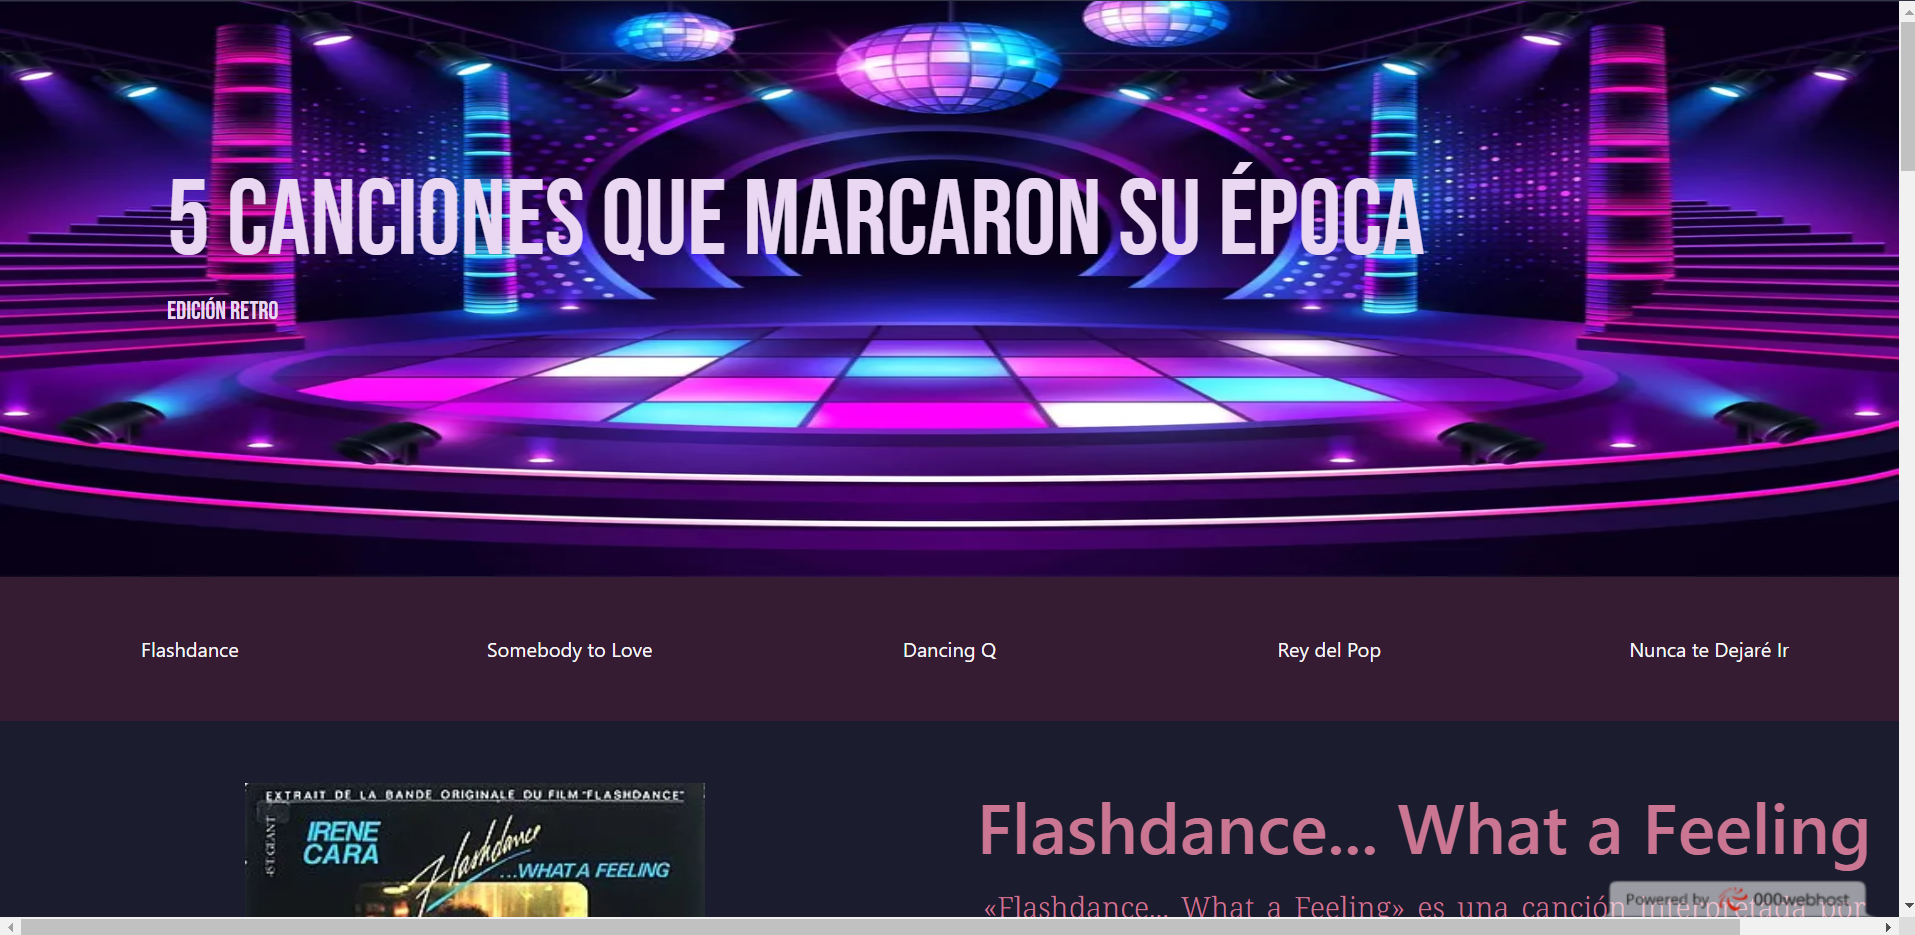 5 CANCIONES QUE MARCARON SU ÉPOCA
EDICIÓN RETRO
Flashdance
Somebody to Love
Dancing Q
Rey del Pop
Nunca te Dejaré Ir
EXTRAIT DE LA BANDE ORIGINALE DU FILM "FLASHDANCE"
45T. GEANT
IRENE
CARA
Flashdance
...WHAT A FEELING
Flashdance... What a Feeling
«Flashdance... What a Feeling» es una canción interpretada por
Powered by 000webhost